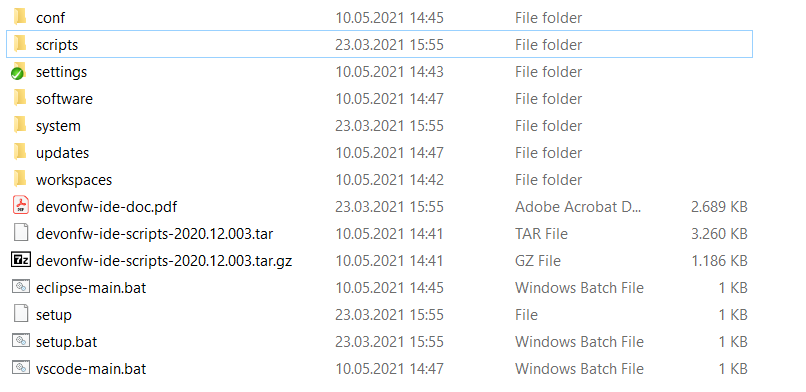 conf 10.05.2021 14:45 File folder
scripts 23.03.2021 15:55 File folder
settings 10.05.2021 14:43 File folder
software 10.05.2021 14:47 File folder
system 23.03.2021 15:55 File folder
updates 10.05.2021 14:47 File folder
workspaces 10.05.2021 14:42 File folder
devonfw-ide-doc.pdf 23.03.2021 15:55 Adobe Acrobat D... 2.689 KB
devonfw-ide-scripts-2020.12.003.tar 10.05.2021 14:41 TAR File 3.260 KB
devonfw-ide-scripts-2020.12.003.tar.gz 10.05.2021 14:41 GZ File 1.186 KB
eclipse-main.bat 10.05.2021 14:45 Windows Batch File 1 KB
setup 23.03.2021 15:55 File 1 KB
setup.bat 23.03.2021 15:55 Windows Batch File 1 KB
vscode-main.bat 10.05.2021 14:47 Windows Batch File 1 KB